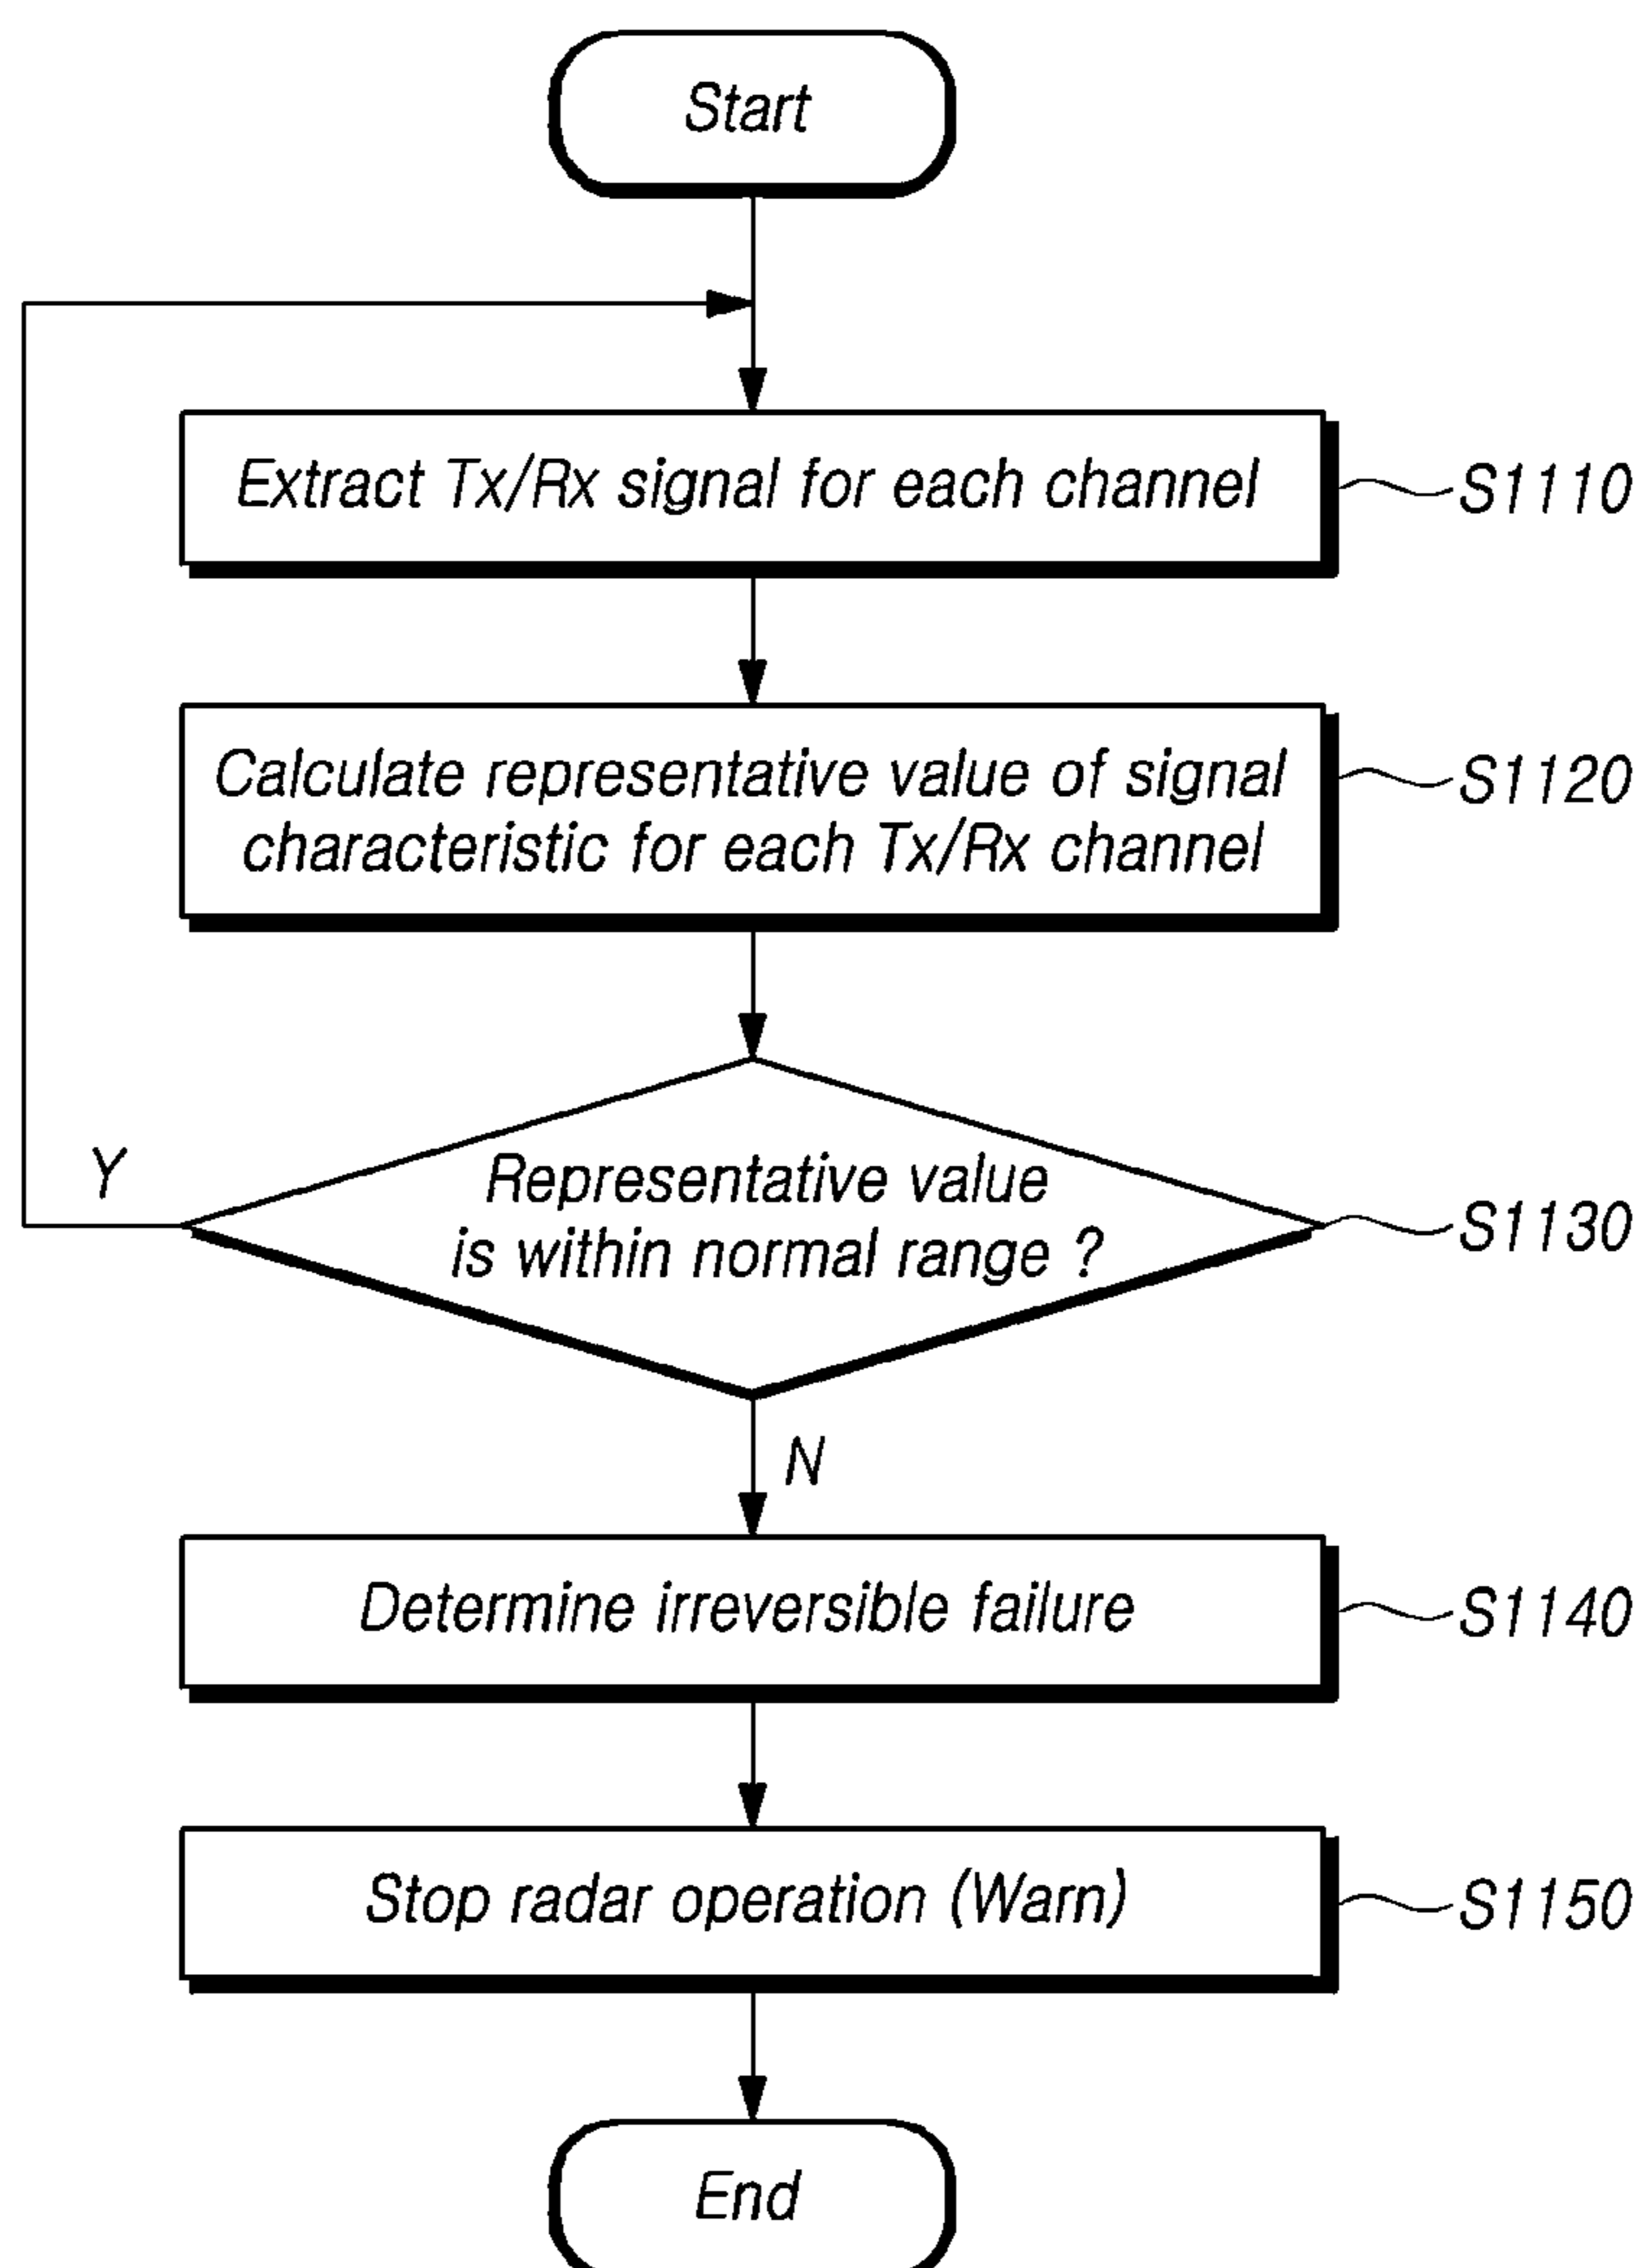 Start
Extract Tx/Rx signal for each channel
S1110
Calculate representative value of signal
characteristic for each Tx/Rx channel
S1120
Representative value
is within normal range ?
S1130
Y
N
Determine irreversible failure
S1140
Stop radar operation (Warn)
S1150
End